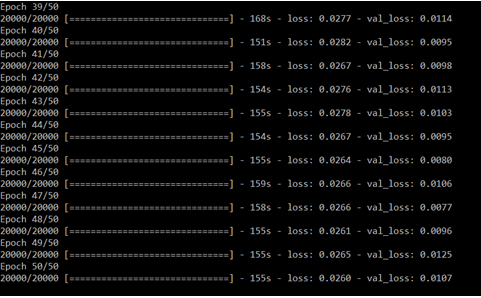 Epoch 39/50
20000/20000 [==============================] - 168s - loss: 0.0277 - val_loss: 0.0114
Epoch 40/50
20000/20000 [==============================] - 151s - loss: 0.0282 - val_loss: 0.0095
Epoch 41/50
20000/20000 [==============================] - 158s - loss: 0.0267 - val_loss: 0.0098
Epoch 42/50
20000/20000 [==============================] - 154s - loss: 0.0276 - val_loss: 0.0113
Epoch 43/50
20000/20000 [==============================] - 155s - loss: 0.0278 - val_loss: 0.0103
Epoch 44/50
20000/20000 [==============================] - 154s - loss: 0.0267 - val_loss: 0.0095
Epoch 45/50
20000/20000 [==============================] - 155s - loss: 0.0264 - val_loss: 0.0080
Epoch 46/50
20000/20000 [==============================] - 159s - loss: 0.0266 - val_loss: 0.0106
Epoch 47/50
20000/20000 [==============================] - 158s - loss: 0.0266 - val_loss: 0.0077
Epoch 48/50
20000/20000 [==============================] - 155s - loss: 0.0261 - val_loss: 0.0096
Epoch 49/50
20000/20000 [==============================] - 155s - loss: 0.0265 - val_loss: 0.0125
Epoch 50/50
20000/20000 [==============================] - 155s - loss: 0.0260 - val_loss: 0.0107